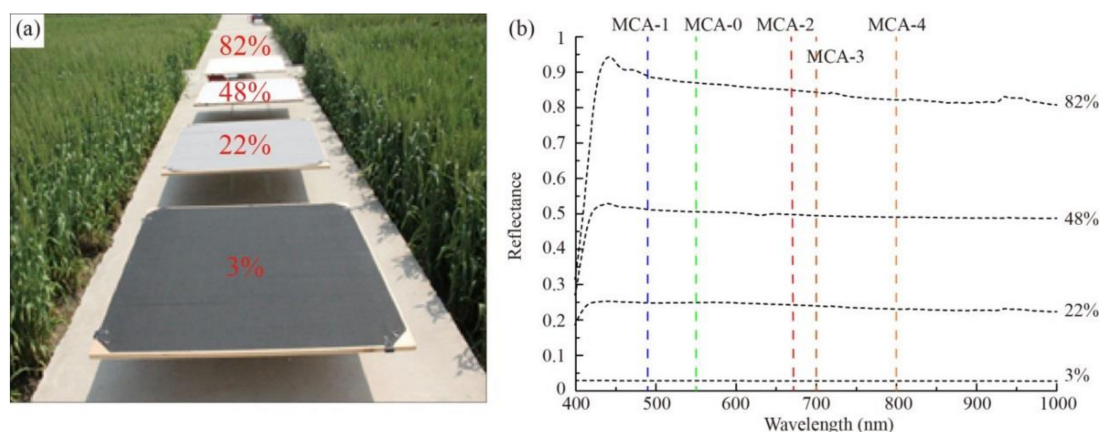 (a)
82%
48%
22%
3%
(b)
MCA-1 MCA-0 MCA-2 MCA-4
MCA-3
1
0.9
0.8
0.7
0.6
0.5
0.4
0.3
0.2
0.1
0
Reflectance
82%
48%
22%
3%
400 500 600 700 800 900 1000
Wavelength (nm)